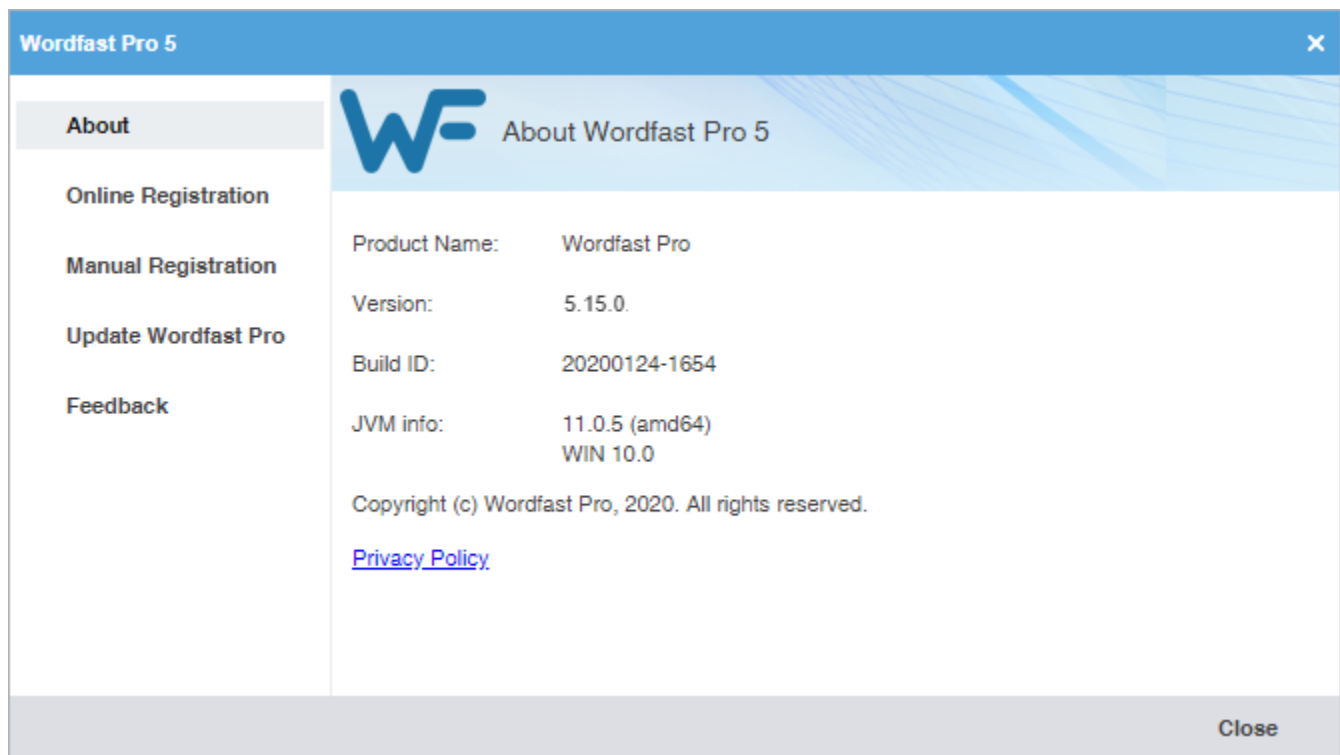 Wordfast Pro 5
About
Online Registration
Manual Registration
Update Wordfast Pro
Feedback
WF
About Wordfast Pro 5
Product Name: Wordfast Pro
Version: 5.15.0.
Build ID: 20200124-1654
JVM info: 11.0.5 (amd64)
WIN 10.0
Copyright (c) Wordfast Pro, 2020. All rights reserved.
Privacy Policy
Close